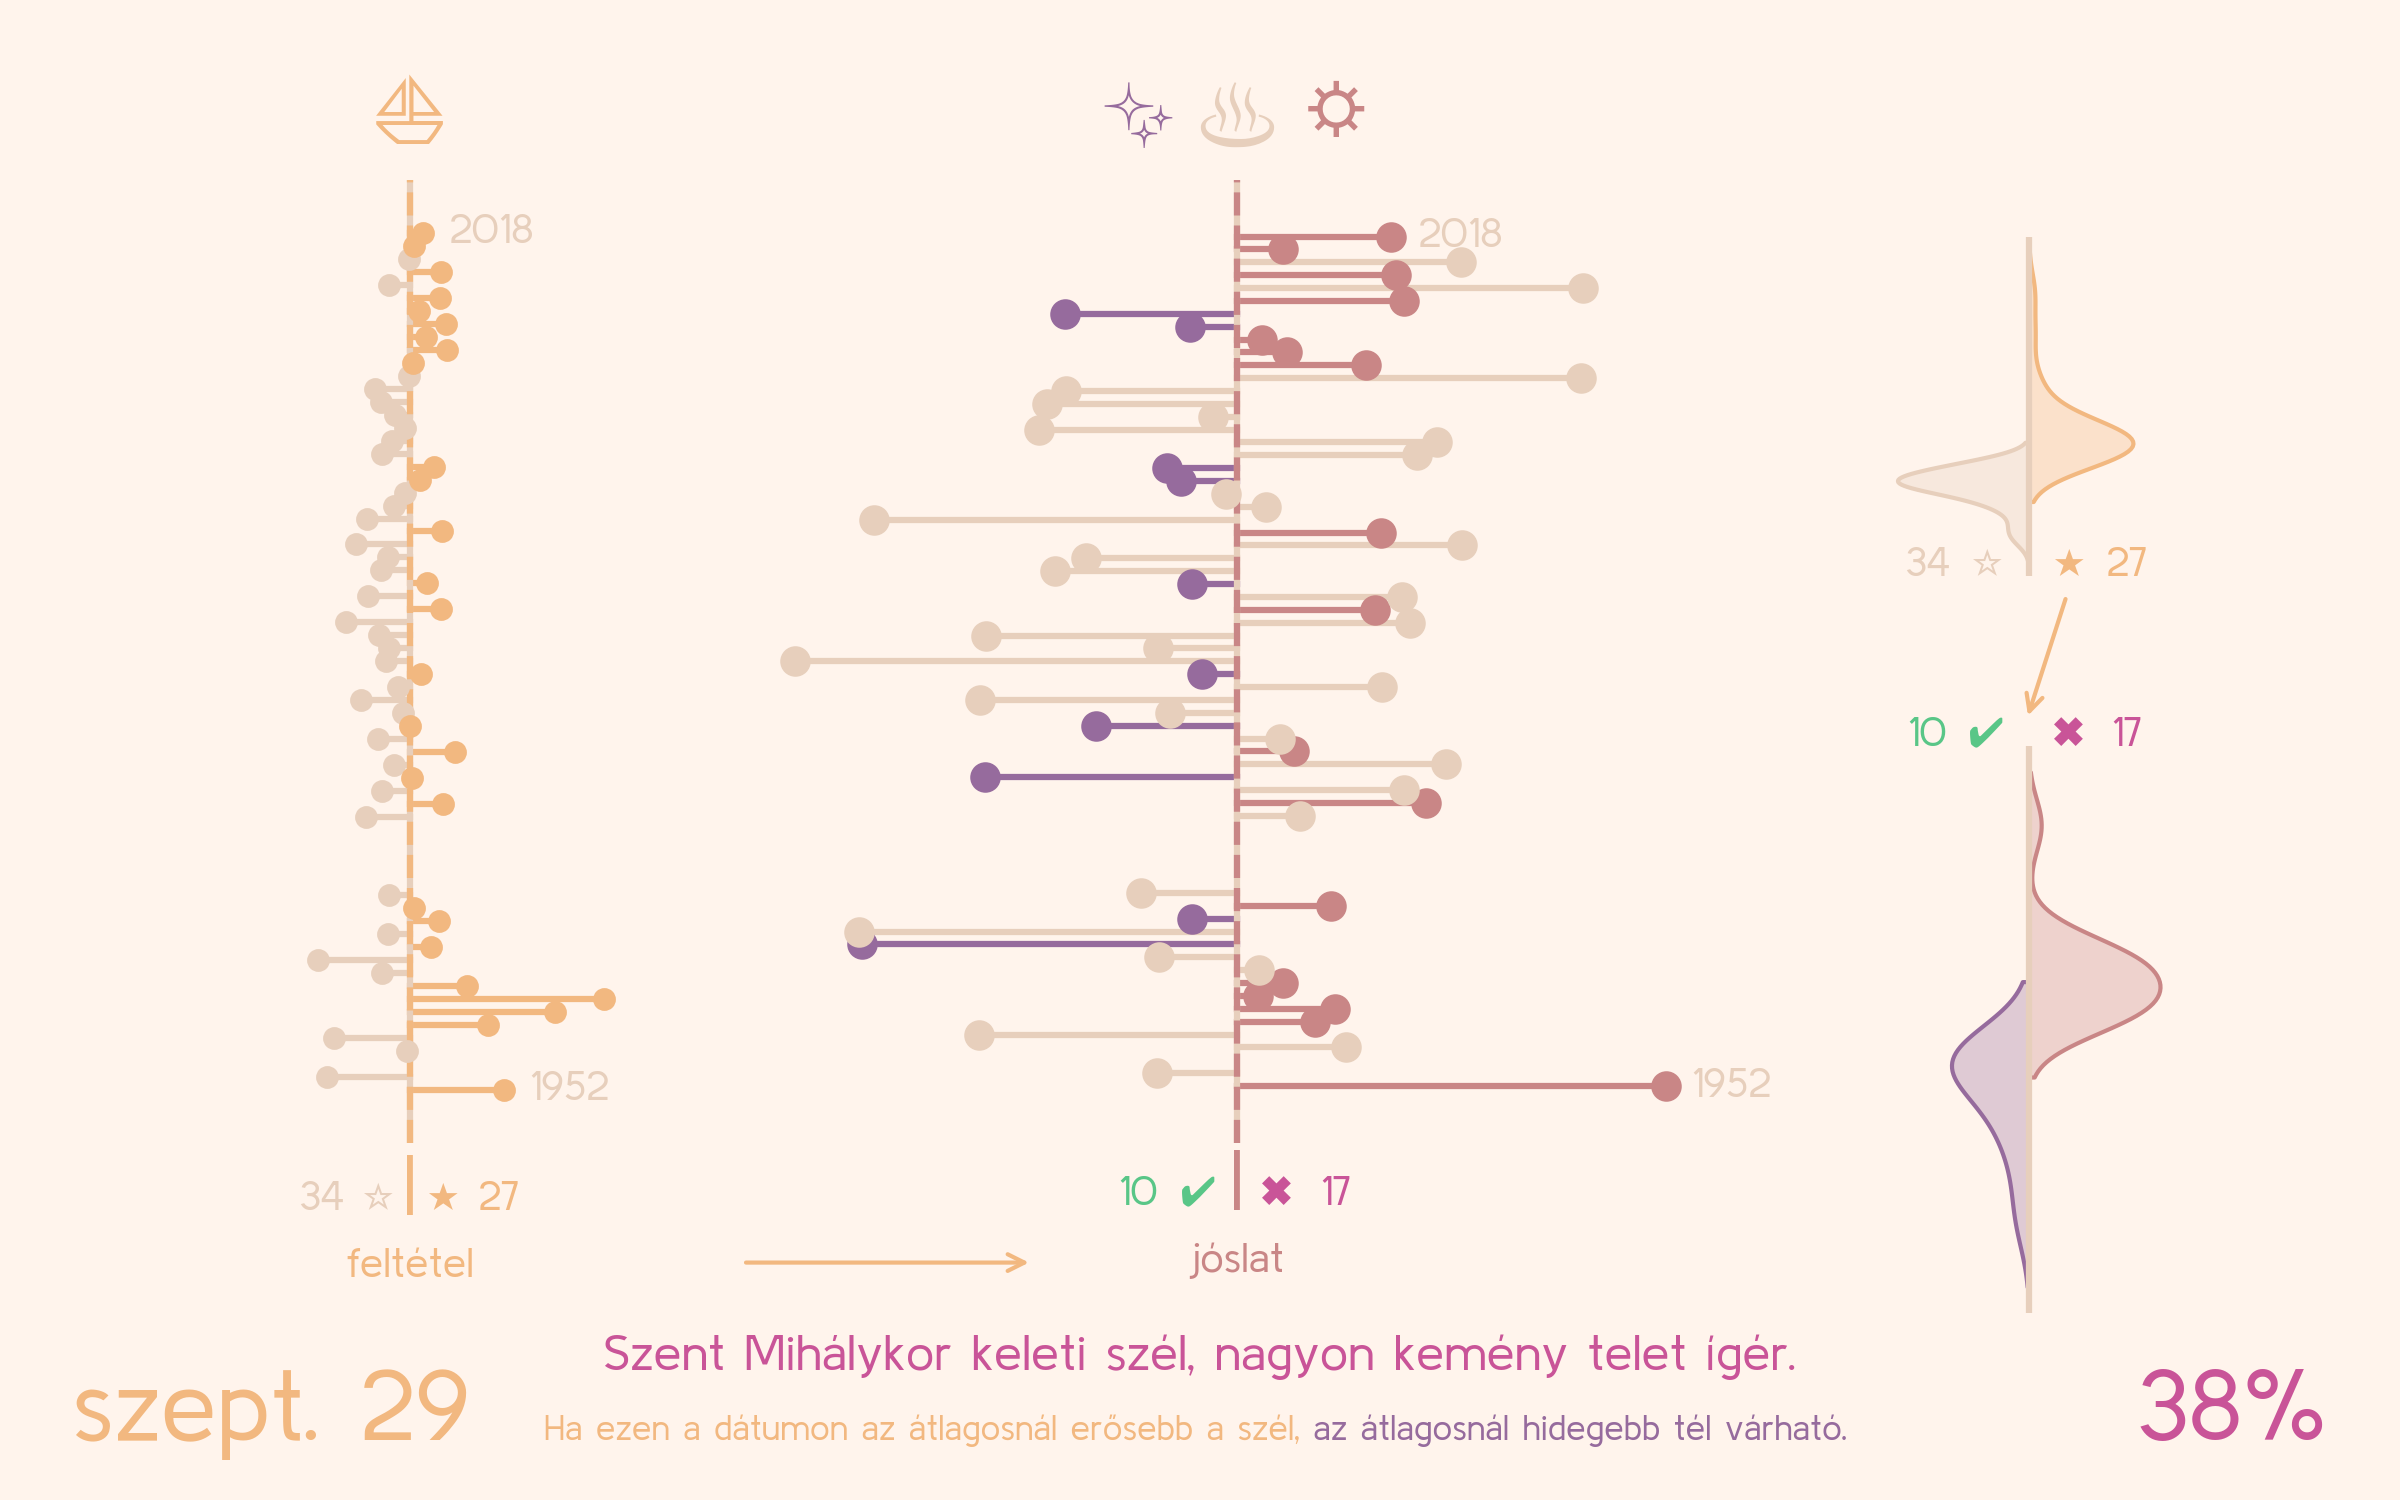 2018
2018
34 ☆ ★ 27
10 ✔ ✖ 17
1952
1952
34 ☆ ★ 27
10 ✔ ✖ 17
feltétel
jóslat
Szent Mihálykor keleti szél, nagyon kemény telet ígér.
szept. 29
38%
Ha ezen a dátumon az átlagosnál erősebb a szél, az átlagosnál hidegebb tél várható.